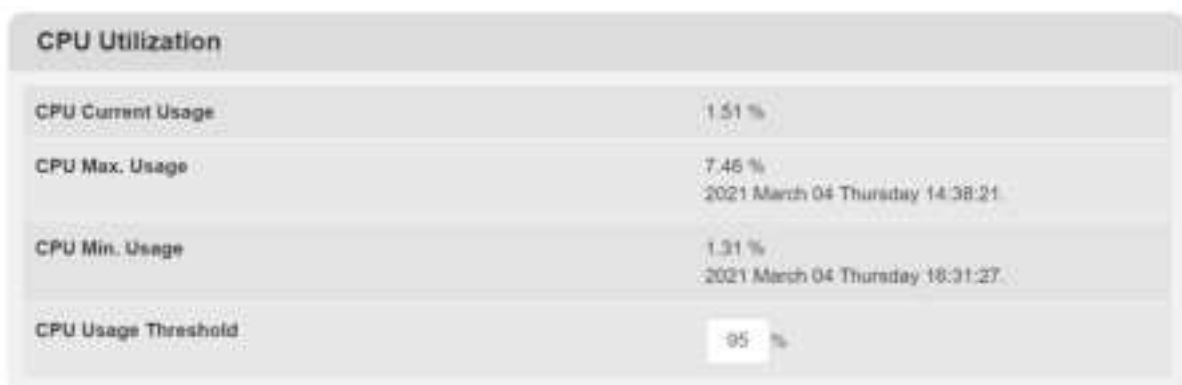 CPU Utilization
CPU Current Usage 1.51 %
CPU Max. Usage 7.46 %
2021 March 04 Thursday 14:38:21.
CPU Min. Usage 1.31 %
2021 March 04 Thursday 18:31:27.
CPU Usage Threshold 95 %